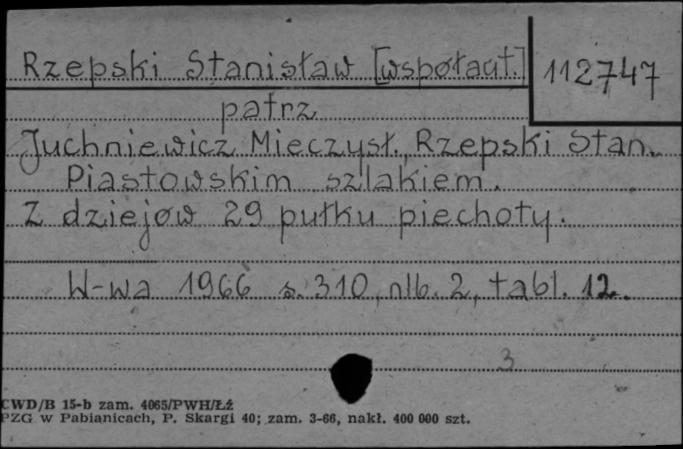 Rzepski Stanisław [współaut.] 112747
patrz
Juchniewicz Mieczysł., Rzepski Stan.
Piastowskim szlakiem.
Z dziejów 29 pułku piechoty.
W-wa 1966 s. 310, nlb. 2, tabl. 12.
3
CWD/B 15-b zam. 4065/PWH/Łź
PZG w Pabianicach, P. Skargi 40; zam. 3-66, nakł. 400 000 szt.